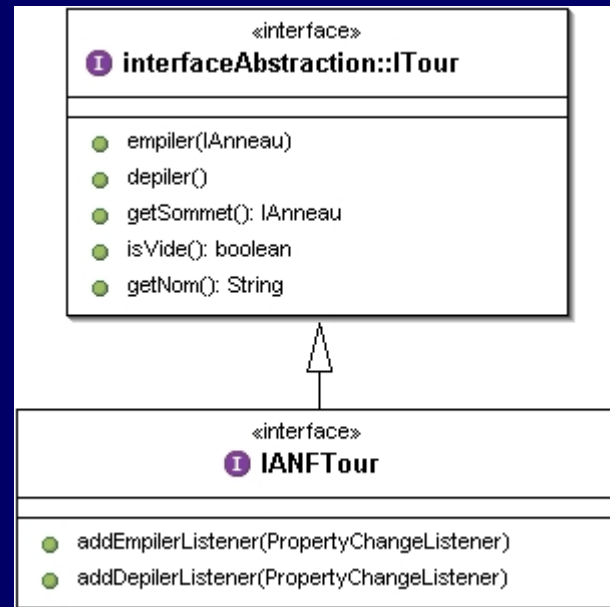 «interface»
I interfaceAbstraction::ITour
empiler(IAnneau)
depiler()
getSommet(): IAnneau
isVide(): boolean
getNom(): String
«interface»
I IANFTour
addEmpilerListener(PropertyChangeListener)
addDepilerListener(PropertyChangeListener)